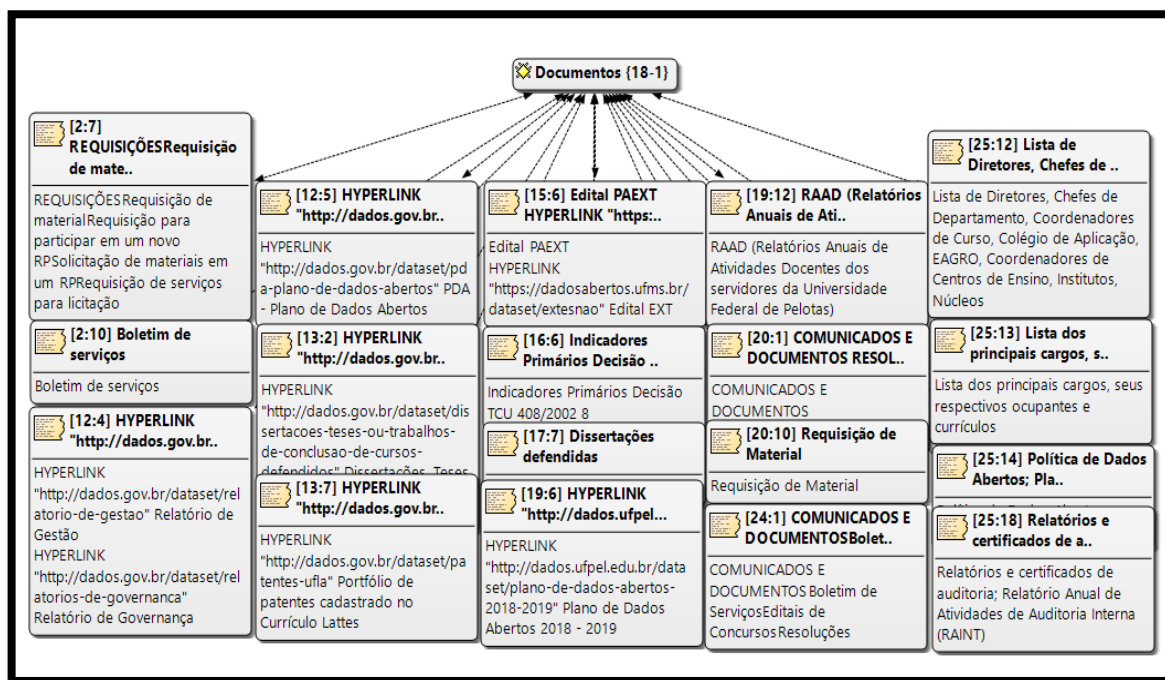 Documentos {18-1}
[2:7]
REQUISIÇÕESRequisição
de mate..
REQUISIÇÕESRequisição de
materialRequisição para
participar em um novo
RPSolicitação de materiais em
um RPRequisição de serviços
para licitação
[2:10] Boletim de
serviços
Boletim de serviços
[12:4] HYPERLINK
"http://dados.gov.br..
HYPERLINK
"http://dados.gov.br/dataset/rel
atorio-de-gestao" Relatório de
Gestão
HYPERLINK
"http://dados.gov.br/dataset/rel
atorios-de-governanca"
Relatório de Governança
[12:5] HYPERLINK
"http://dados.gov.br..
HYPERLINK
"http://dados.gov.br/dataset/pd
a-plano-de-dados-abertos" PDA
- Plano de Dados Abertos
[13:2] HYPERLINK
"http://dados.gov.br..
HYPERLINK
"http://dados.gov.br/dataset/dis
sertacoes-teses-ou-trabalhos-
de-conclusao-de-cursos-
defendidos" Dissertações, Teses
[13:7] HYPERLINK
"http://dados.gov.br..
HYPERLINK
"http://dados.gov.br/dataset/pa
tentes-ufla" Portfólio de
patentes cadastrado no
Currículo Lattes
[15:6] Edital PAEXT
HYPERLINK "https:..
Edital PAEXT
HYPERLINK
"https://dadosabertos.ufms.br/
dataset/extesnao" Edital EXT
[16:6] Indicadores
Primários Decisão ..
Indicadores Primários Decisão
TCU 408/2002 8
[17:7] Dissertações
defendidas
[19:6] HYPERLINK
"http://dados.ufpel...
HYPERLINK
"http://dados.ufpel.edu.br/data
set/plano-de-dados-abertos-
2018-2019" Plano de Dados
Abertos 2018 - 2019
[19:12] RAAD (Relatórios
Anuais de Ati..
RAAD (Relatórios Anuais de
Atividades Docentes dos
servidores da Universidade
Federal de Pelotas)
[20:1] COMUNICADOS E
DOCUMENTOS RESOL..
COMUNICADOS E
DOCUMENTOS
[20:10] Requisição de
Material
Requisição de Material
[24:1] COMUNICADOS E
DOCUMENTOSBolet..
COMUNICADOS E
DOCUMENTOS Boletim de
ServiçosEditais de
ConcursosResoluções
[25:12] Lista de
Diretores, Chefes de ..
Lista de Diretores, Chefes de
Departamento, Coordenadores
de Curso, Colégio de Aplicação,
EAGRO, Coordenadores de
Centros de Ensino, Institutos,
Núcleos
[25:13] Lista dos
principais cargos, s..
Lista dos principais cargos, seus
respectivos ocupantes e
currículos
[25:14] Política de Dados
Abertos; Pla..
[25:18] Relatórios e
certificados de a..
Relatórios e certificados de
auditoria; Relatório Anual de
Atividades de Auditoria Interna
(RAINT)